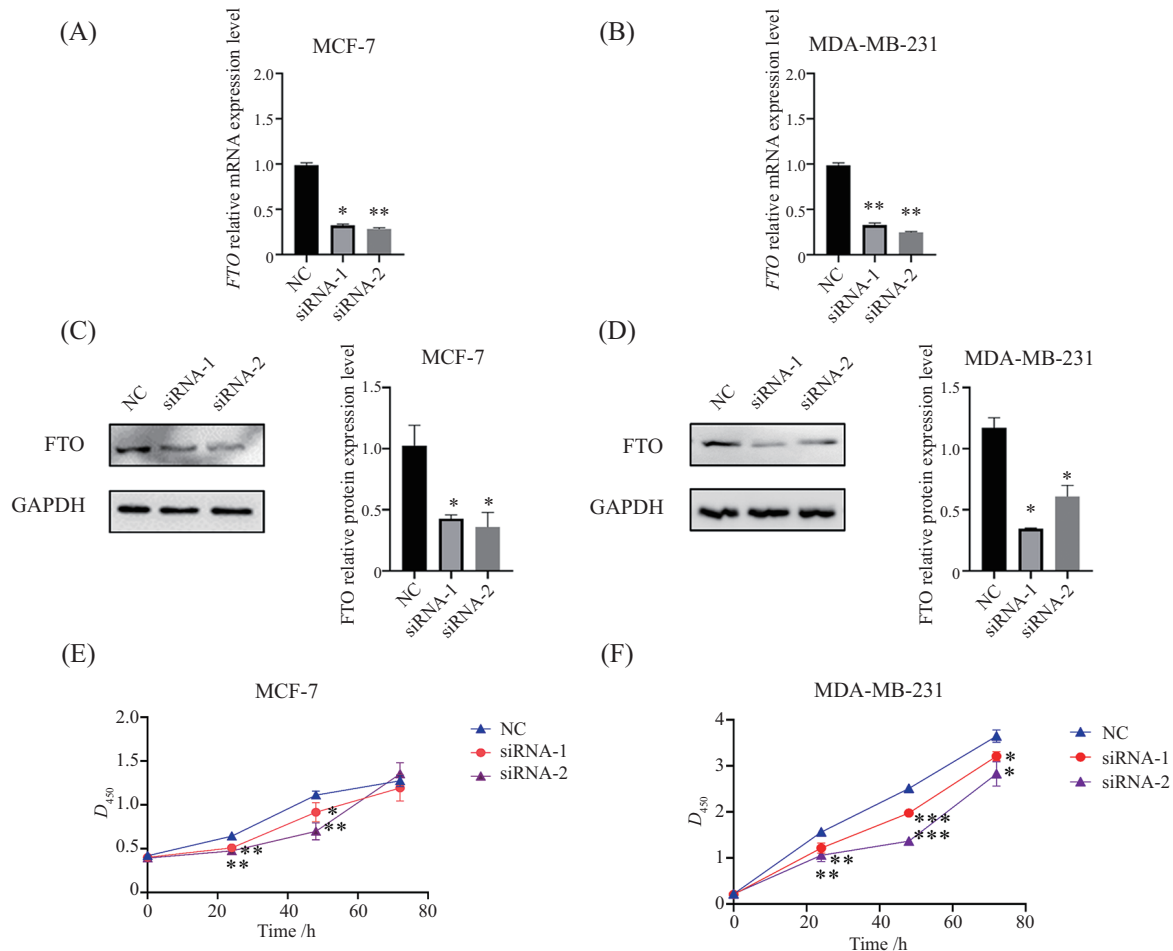 (A)
MCF-7
FTO relative mRNA expression level
2.0
1.5
1.0
0.5
0
*
**
NC
siRNA-1
siRNA-2
(B)
MDA-MB-231
FTO relative mRNA expression level
2.0
1.5
1.0
0.5
0
**
**
NC
siRNA-1
siRNA-2
(C)
NC
siRNA-1
siRNA-2
FTO
GAPDH
MCF-7
FTO relative protein expression level
1.5
1.0
0.5
0
*
*
NC
siRNA-1
siRNA-2
(D)
NC
siRNA-1
siRNA-2
FTO
GAPDH
MDA-MB-231
FTO relative protein expression level
1.5
1.0
0.5
0
*
*
NC
siRNA-1
siRNA-2
(E)
MCF-7
D450
2.0
1.5
1.0
0.5
0
**
**
*
**
0 20 40 60 80
Time /h
NC
siRNA-1
siRNA-2
(F)
MDA-MB-231
D450
4
3
2
1
0
**
**
***
***
*
*
0 20 40 60 80
Time /h
NC
siRNA-1
siRNA-2